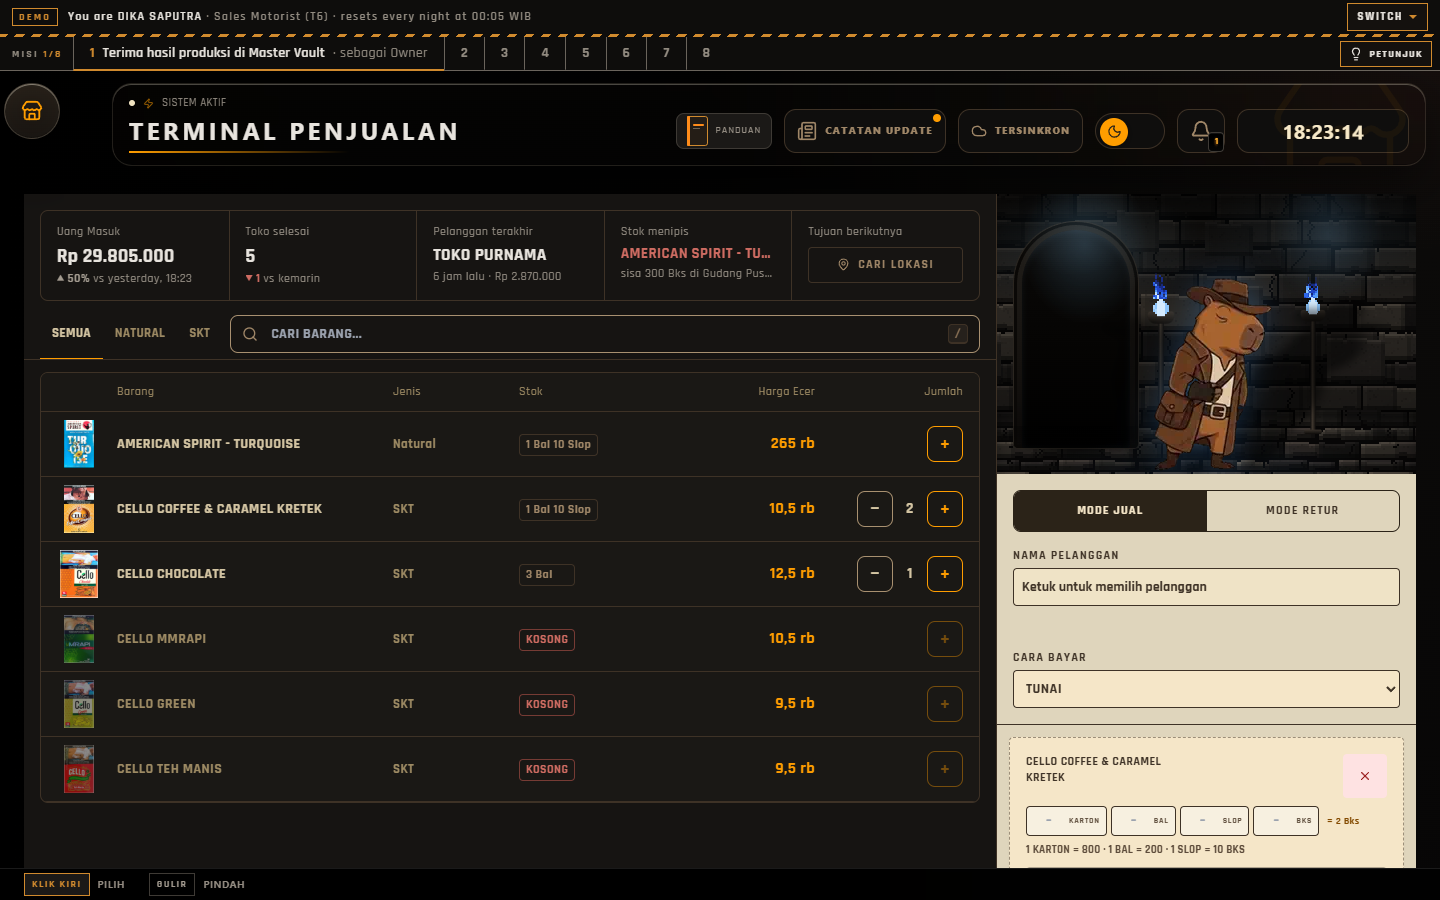 DEMO You are DIKA SAPUTRA · Sales Motorist (T6) · resets every night at 00:05 WIB SWITCH
MISI 1/8 1 Terima hasil produksi di Master Vault · sebagai Owner 2 3 4 5 6 7 8 PETUNJUK
SISTEM AKTIF
TERMINAL PENJUALAN
PANDUAN CATATAN UPDATE TERSINKRON 1 18:23:14
Uang Masuk
Rp 29.805.000
50% vs yesterday, 18:23
Toko selesai
5
1 vs kemarin
Pelanggan terakhir
TOKO PURNAMA
6 jam lalu · Rp 2.870.000
Stok menipis
AMERICAN SPIRIT - TU...
sisa 300 Bks di Gudang Pus...
Tujuan berikutnya
CARI LOKASI
SEMUA NATURAL SKT CARI BARANG... /
Barang Jenis Stok Harga Ecer Jumlah
AMERICAN SPIRIT - TURQUOISE Natural 1 Bal 10 Slop 265 rb +
CELLO COFFEE & CARAMEL KRETEK SKT 1 Bal 10 Slop 10,5 rb − 2 +
CELLO CHOCOLATE SKT 3 Bal 12,5 rb − 1 +
CELLO MMRAPI SKT KOSONG 10,5 rb +
CELLO GREEN SKT KOSONG 9,5 rb +
CELLO TEH MANIS SKT KOSONG 9,5 rb +
MODE JUAL MODE RETUR
NAMA PELANGGAN
Ketuk untuk memilih pelanggan
CARA BAYAR
TUNAI
CELLO COFFEE & CARAMEL
KRETEK
− KARTON − BAL − SLOP − BKS = 2 Bks
1 KARTON = 800 · 1 BAL = 200 · 1 SLOP = 10 BKS
KLIK KIRI PILIH GULIR PINDAH